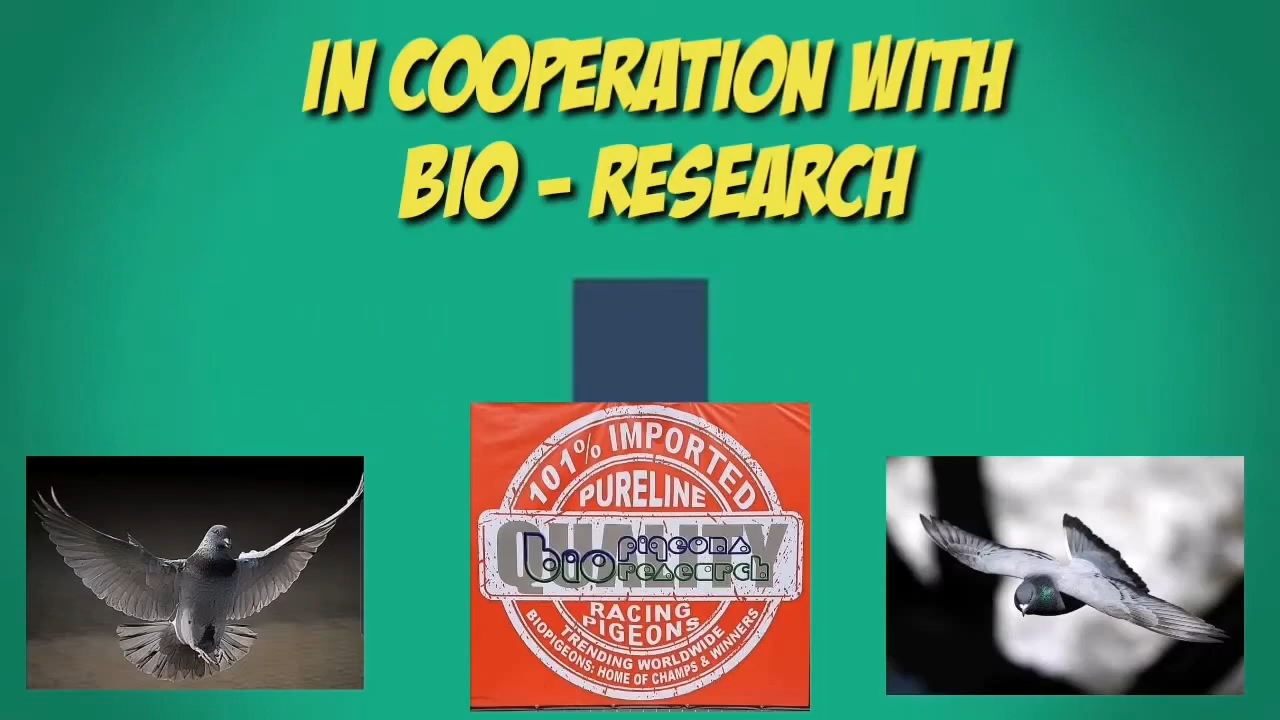 IN COOPERATION WITH
BIO - RESEARCH
101% IMPORTED
PURELINE
QUALITY
bio pigeons
research
RACING
PIGEONS
TRENDING WORLDWIDE
BIOPIGEONS: HOME OF CHAMPS & WINNERS